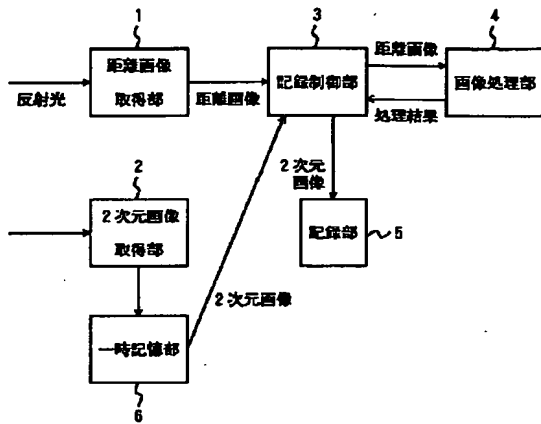 1
距離画像
取得部
反射光
距離画像
3
記録制御部
距離画像
処理結果
4
画像処理部
2次元
画像
記録部
5
2
2次元画像
取得部
2次元画像
一時記憶部
6